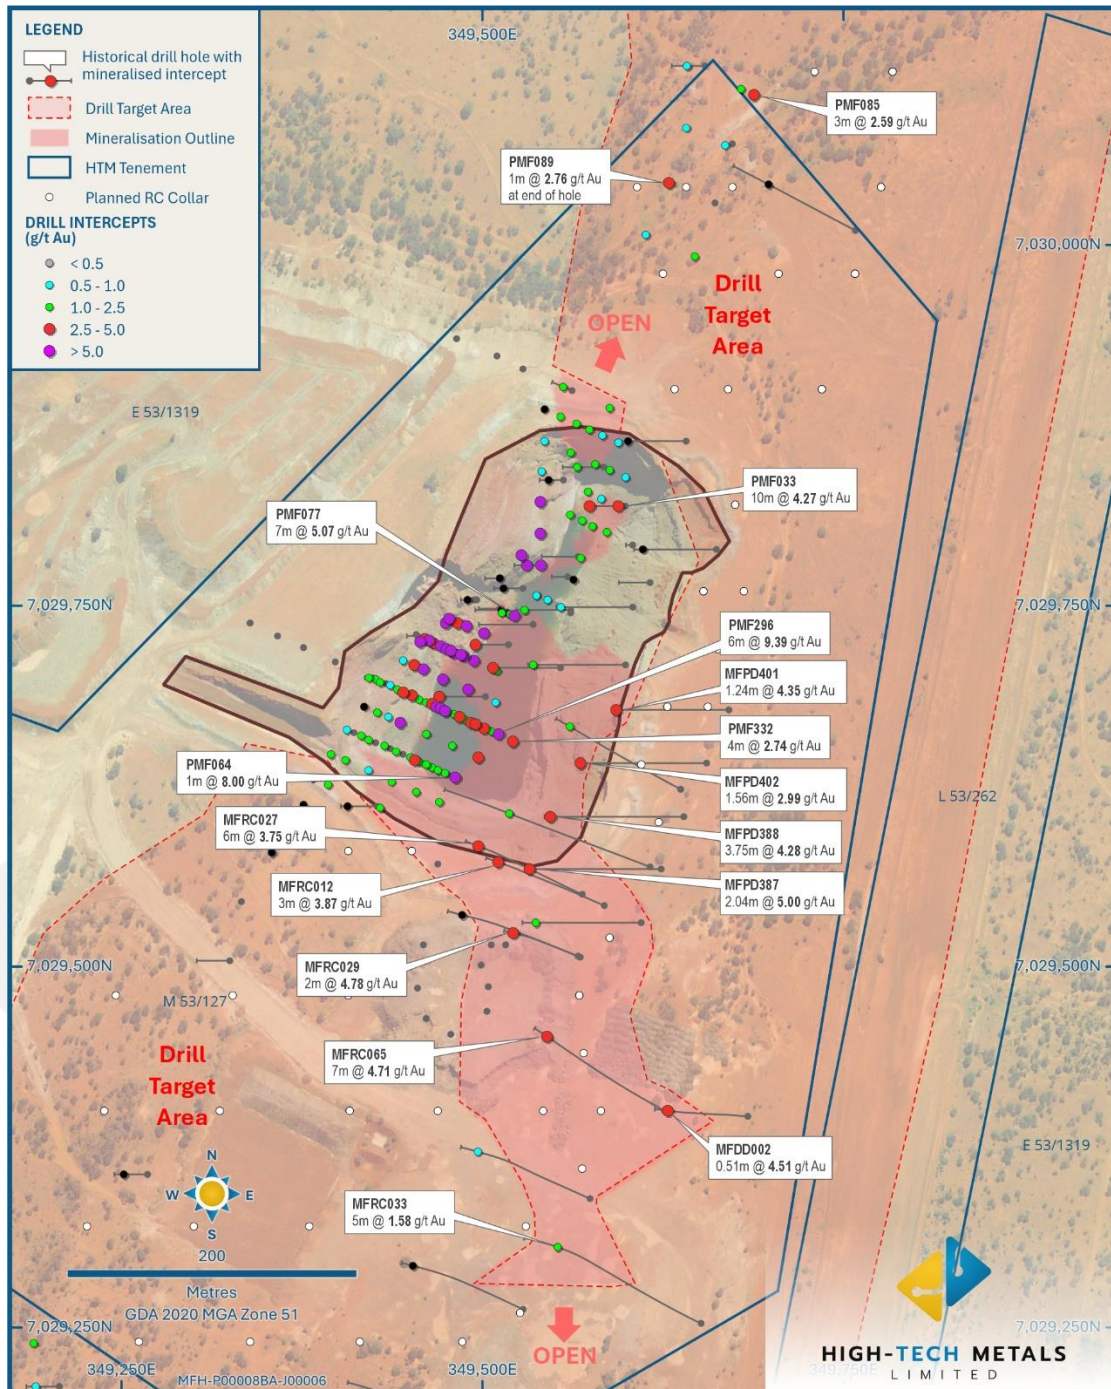 LEGEND
Historical drill hole with
mineralised intercept
Drill Target Area
Mineralisation Outline
HTM Tenement
Planned RC Collar
DRILL INTERCEPTS
(g/t Au)
< 0.5
0.5 - 1.0
1.0 - 2.5
2.5 - 5.0
> 5.0
349,500E
PMF085
3m @ 2.59 g/t Au
PMF089
1m @ 2.76 g/t Au
at end of hole
7,030,000N
Drill
Target
Area
OPEN
E 53/1319
PMF033
10m @ 4.27 g/t Au
PMF077
7m @ 5.07 g/t Au
7,029,750N
7,029,750N
PMF296
6m @ 9.39 g/t Au
MFPD401
1.24m @ 4.35 g/t Au
PMF332
4m @ 2.74 g/t Au
PMF064
1m @ 8.00 g/t Au
MFPD402
1.56m @ 2.99 g/t Au
L 53/262
MFRC027
6m @ 3.75 g/t Au
MFPD388
3.75m @ 4.28 g/t Au
MFRC012
3m @ 3.87 g/t Au
MFPD387
2.04m @ 5.00 g/t Au
MFRC029
2m @ 4.78 g/t Au
7,029,500N
7,029,500N
M 53/127
MFRC065
7m @ 4.71 g/t Au
Drill
Target
Area
MFDD002
0.51m @ 4.51 g/t Au
E 53/1319
N
W
E
S
MFRC033
5m @ 1.58 g/t Au
200
Metres
GDA 2020 MGA Zone 51
7,029,250N
7,029,250N
OPEN
349,250E
349,500E
349,750E
MFH-P00008BA-J00006
HIGH-TECH METALS
LIMITED